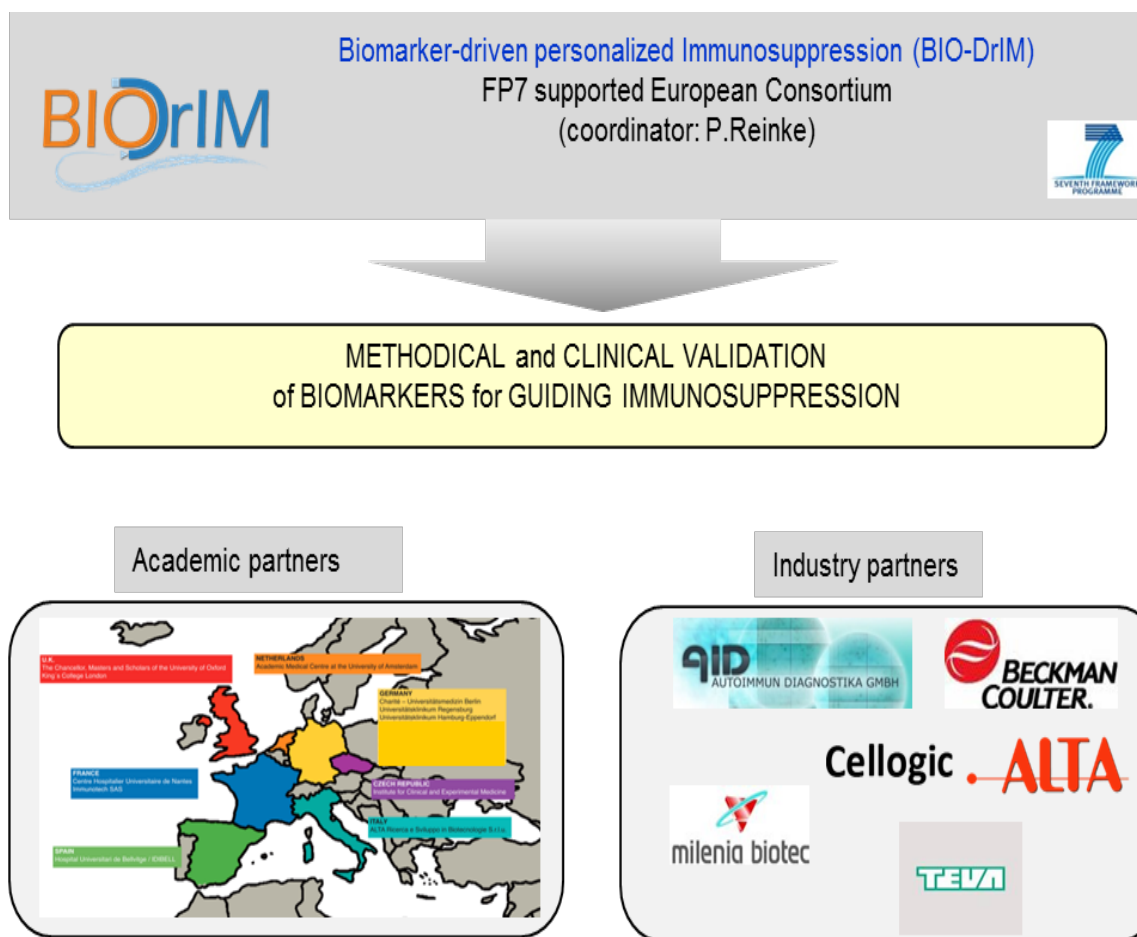 Biomarker-driven personalized Immunosuppression (BIO-DrIM)
FP7 supported European Consortium
(coordinator: P.Reinke)
BIODrIM
7
SEVENTH FRAMEWORK
PROGRAMME
METHODICAL and CLINICAL VALIDATION
of BIOMARKERS for GUIDING IMMUNOSUPPRESSION
Academic partners
U.K.
The Chancellor, Masters and Scholars of the University of Oxford
King's College London
NETHERLANDS
Academic Medical Centre at the University of Amsterdam
GERMANY
Charité – Universitätsmedizin Berlin
Universitätsklinikum Regensburg
Universitätsklinikum Hamburg-Eppendorf
FRANCE
Centre Hospitalier Universitaire de Nantes
Immunotech SAS
CZECH REPUBLIC
Institute for Clinical and Experimental Medicine
ITALY
ALTA Ricerca e Sviluppo in Biotecnologie S.r.l.u.
SPAIN
Hospital Universitari de Bellvitge / IDIBELL
Industry partners
AID
AUTOIMMUN DIAGNOSTIKA GMBH
BECKMAN
COULTER.
Cellogic
ALTA
milenia biotec
TEVA